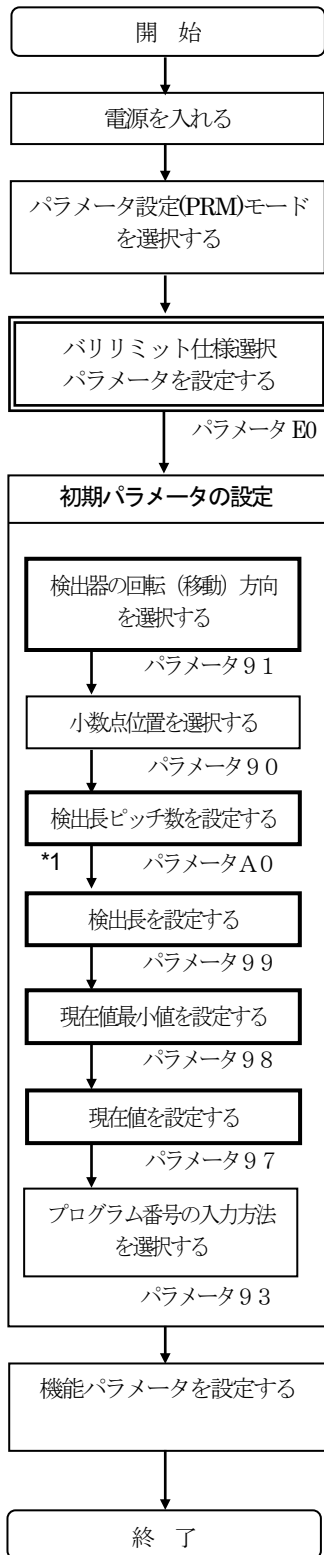 開　始
電源を入れる
パラメータ設定(PRM)モード
を選択する
バリリミット仕様選択
パラメータを設定する
パラメータ E0
初期パラメータの設定
検出器の回転（移動）方向
を選択する
パラメータ９１
小数点位置を選択する
パラメータ９０
検出長ピッチ数を設定する
*1　パラメータＡ０
検出長を設定する
パラメータ９９
現在値最小値を設定する
パラメータ９８
現在値を設定する
パラメータ９７
プログラム番号の入力方法
を選択する
パラメータ９３
機能パラメータを設定する
終　了